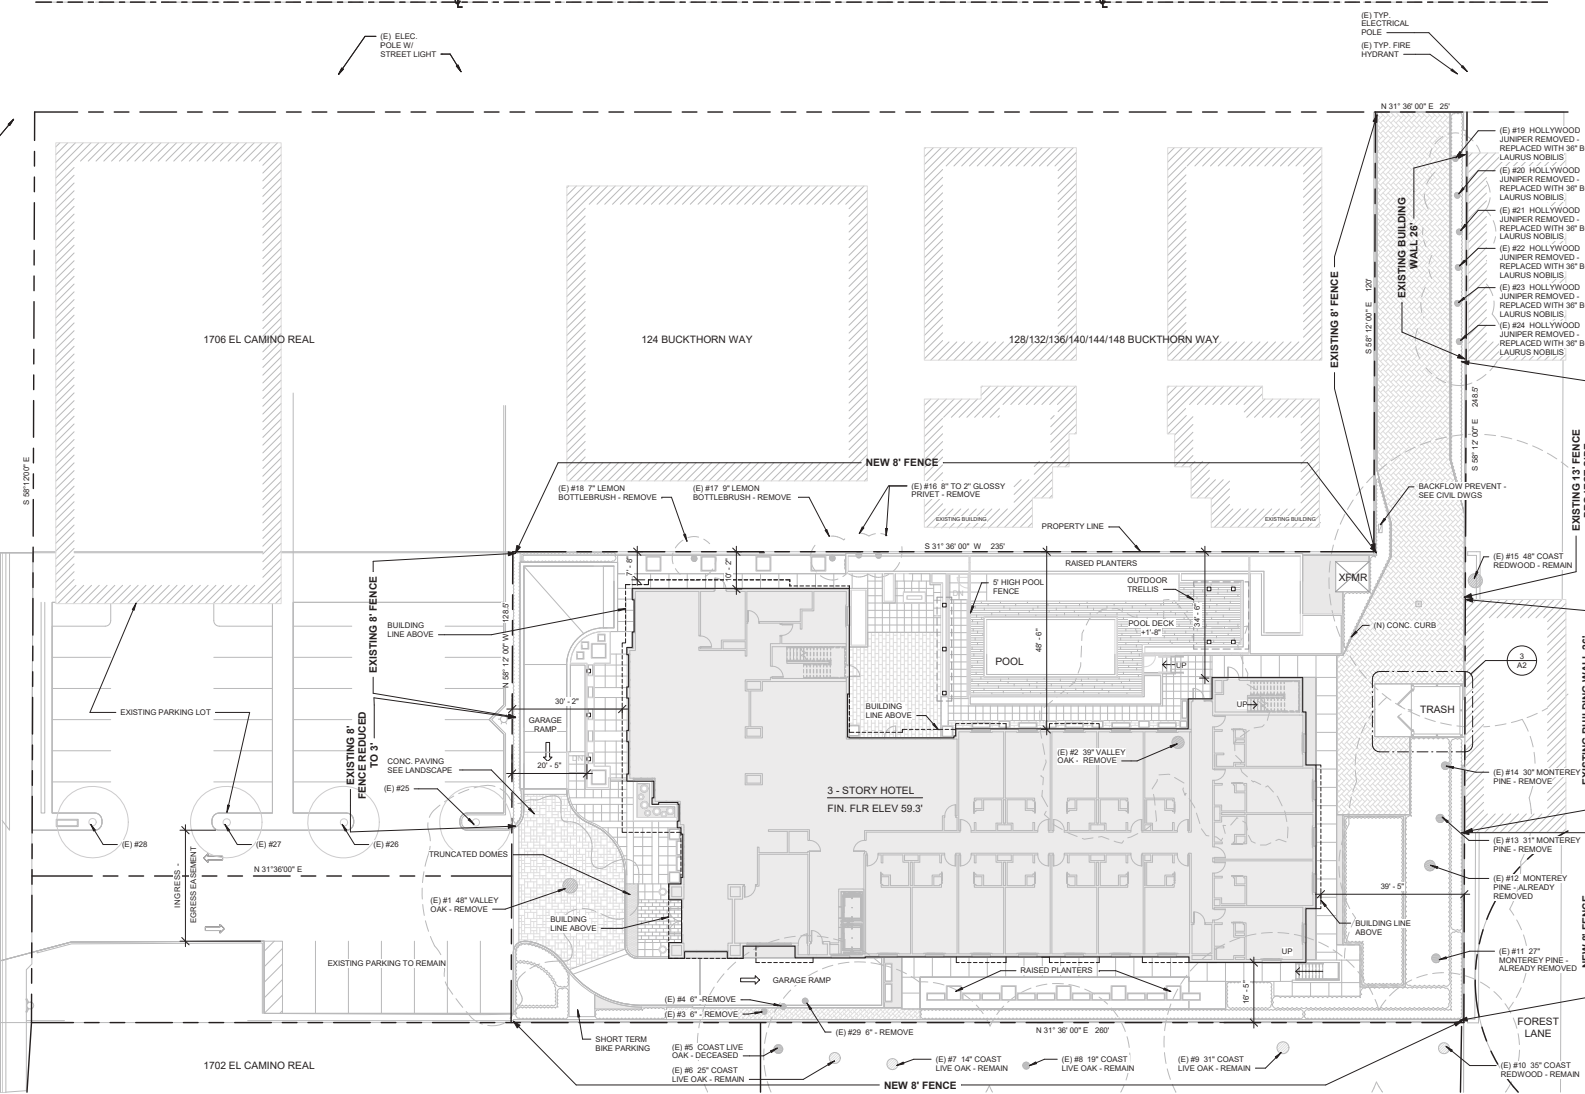 (E) ELEC.
POLE W/
STREET LIGHT
(E) TYP.
ELECTRICAL
POLE
(E) TYP. FIRE
HYDRANT
N 31° 36' 00" E 25'
(E) #19 HOLLYWOOD
JUNIPER REMOVED -
REPLACED WITH 36" B
LAURUS NOBILIS
(E) #20 HOLLYWOOD
JUNIPER REMOVED -
REPLACED WITH 36" B
LAURUS NOBILIS
(E) #21 HOLLYWOOD
JUNIPER REMOVED -
REPLACED WITH 36" B
LAURUS NOBILIS
(E) #22 HOLLYWOOD
JUNIPER REMOVED -
REPLACED WITH 36" B
LAURUS NOBILIS
(E) #23 HOLLYWOOD
JUNIPER REMOVED -
REPLACED WITH 36" B
LAURUS NOBILIS
(E) #24 HOLLYWOOD
JUNIPER REMOVED -
REPLACED WITH 36" B
LAURUS NOBILIS
EXISTING BUILDING
WALL 26'
EXISTING 8' FENCE
S 58° 12' 00" E 120'
S 58° 12' 00" E 248.5'
EXISTING 13' FENCE
1706 EL CAMINO REAL
124 BUCKTHORN WAY
128/132/136/140/144/148 BUCKTHORN WAY
S 58°12'00" E
NEW 8' FENCE
(E) #18 7" LEMON
BOTTLEBRUSH - REMOVE
(E) #17 9" LEMON
BOTTLEBRUSH - REMOVE
(E) #16 8" TO 2" GLOSSY
PRIVET - REMOVE
EXISTING BUILDING
EXISTING BUILDING
BACKFLOW PREVENT -
SEE CIVIL DWGS
PROPERTY LINE
S 31° 36' 00" W 235'
RAISED PLANTERS
(E) #15 48" COAST
REDWOOD - REMAIN
XFMR
5' HIGH POOL
FENCE
OUTDOOR
TRELLIS
7' - 8"
0' - 2"
34' - 6"
48' - 6"
POOL DECK
+1'-8"
POOL
UP
(N) CONC. CURB
3
A2
TRASH
EXISTING 8' FENCE
BUILDING
LINE ABOVE
N 58° 12' 00" W 128.5'
30' - 2"
GARAGE
RAMP
20' - 5"
BUILDING
LINE ABOVE
UP
EXISTING PARKING LOT
EXISTING 8'
FENCE REDUCED
TO 3'
CONC. PAVING
SEE LANDSCAPE
(E) #25
(E) #2 39" VALLEY
OAK - REMOVE
3 - STORY HOTEL
FIN. FLR ELEV 59.3'
EXISTING BUILDING WALL 26'
(E) #14 30" MONTEREY
PINE - REMOVE
(E) #13 31" MONTEREY
PINE - REMOVE
(E) #12 MONTEREY
PINE - ALREADY
REMOVED
(E) #28
(E) #27
(E) #26
TRUNCATED DOMES
N 31°36'00" E
INGRESS -
EGRESS EASEMENT
(E) #1 48" VALLEY
OAK - REMOVE
BUILDING
LINE ABOVE
39' - 5"
BUILDING LINE
ABOVE
NEW 8' FENCE
(E) #11 27"
MONTEREY PINE -
ALREADY REMOVED
UP
EXISTING PARKING TO REMAIN
GARAGE RAMP
RAISED PLANTERS
16' - 5"
(E) #4 6" - REMOVE
(E) #3 6" - REMOVE
(E) #29 6" - REMOVE
N 31° 36' 00" E 260'
FOREST
LANE
SHORT TERM
BIKE PARKING
(E) #5 COAST LIVE
OAK - DECEASED
(E) #6 25" COAST
LIVE OAK - REMAIN
(E) #7 14" COAST
LIVE OAK - REMAIN
(E) #8 19" COAST
LIVE OAK - REMAIN
(E) #9 31" COAST
LIVE OAK - REMAIN
(E) #10 35" COAST
REDWOOD - REMAIN
1702 EL CAMINO REAL
NEW 8' FENCE